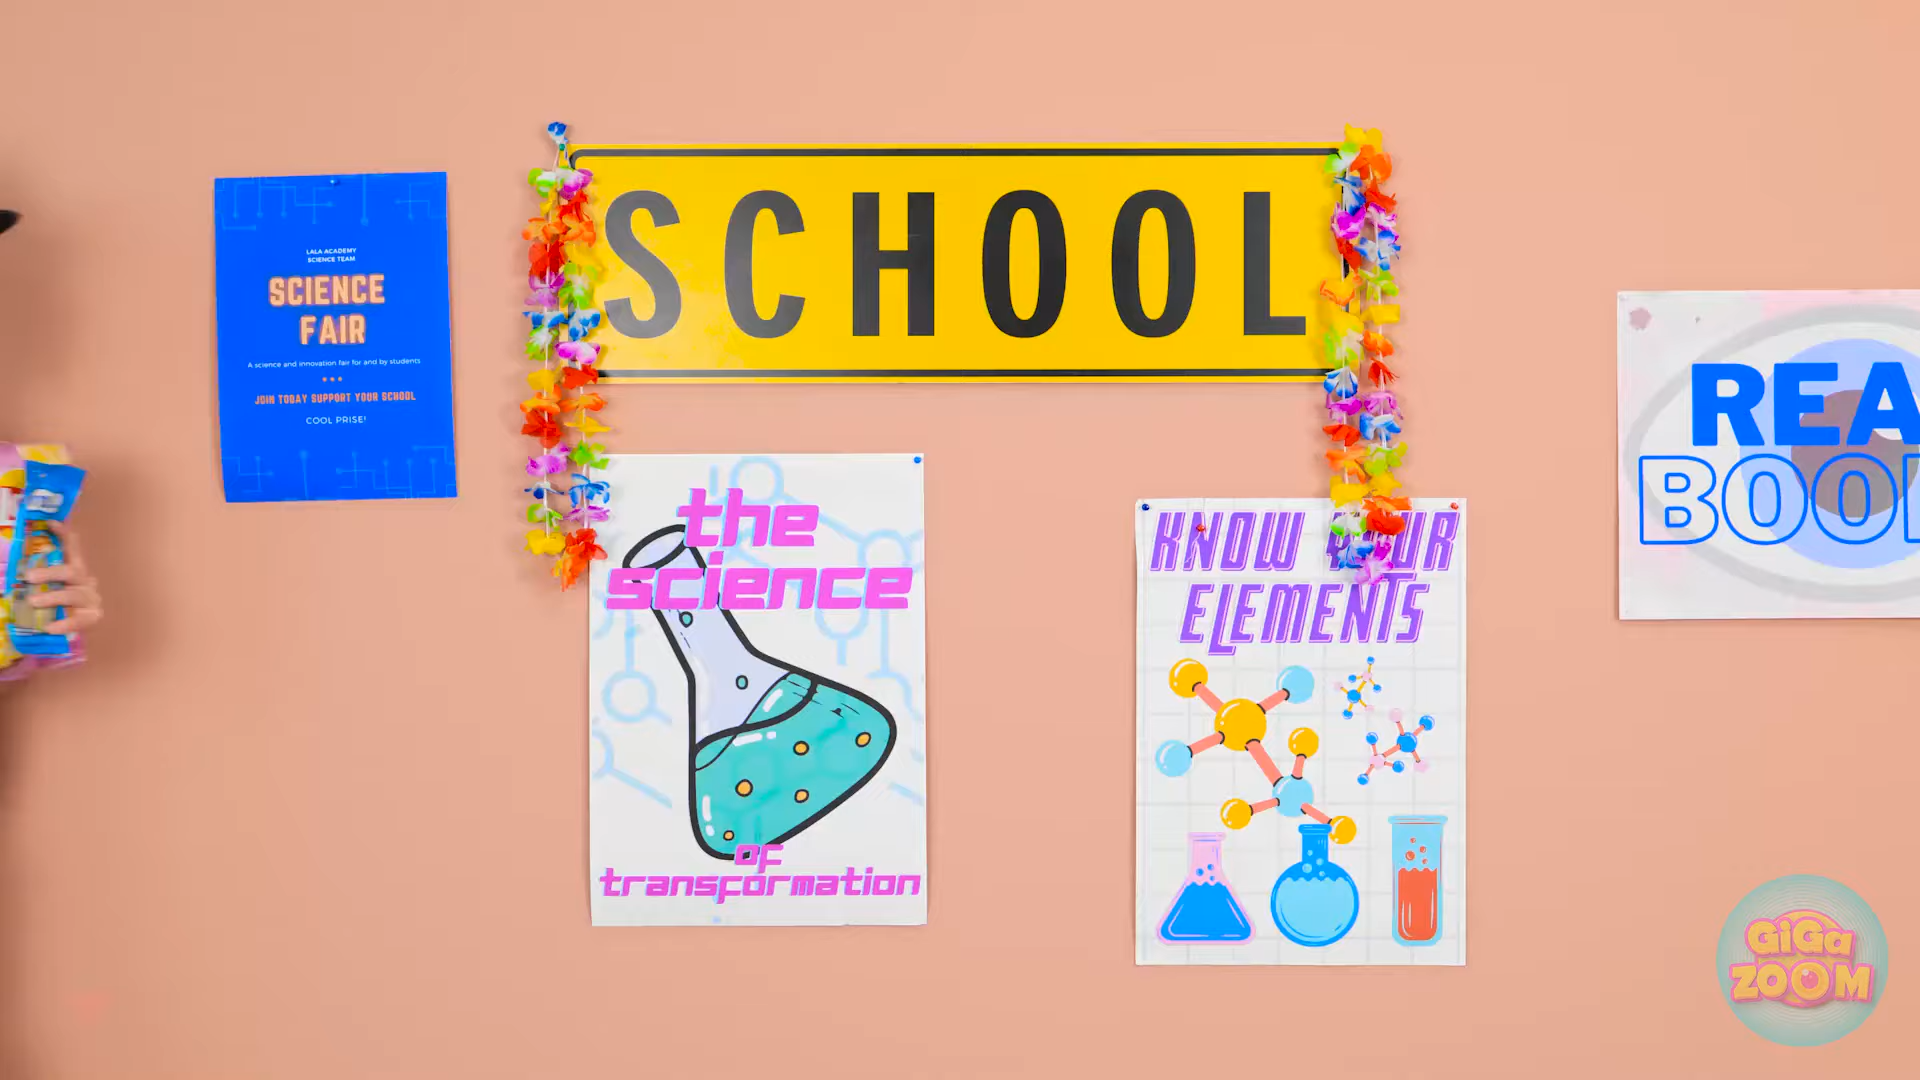 LALA ACADEMY
SCIENCE TEAM
SCIENCE
FAIR
A science and innovation fair for and by students
JOIN TODAY SUPPORT YOUR SCHOOL
COOL PRISE!
SCHOOL
the
science
of
transformation
KNOW YOUR
ELEMENTS
REA
BOO
GiGa
ZOOM